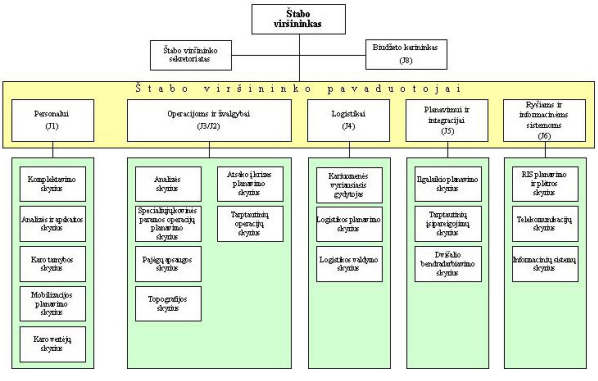 Štabo
viršininkas
Štabo viršininko
sekretoriatas
Biudžeto karininkas
(J8)
Štabo viršininko pavaduotojai
Personalui
(J1)
Operacijoms ir žvalgybai
(J3/J2)
Logistikai
(J4)
Planavimui ir
integracijai
(J5)
Ryšiams ir
informacinėms
sistemoms
(J6)
Komplektavimo
skyrius
Analizės ir apskaitos
skyrius
Karo tarnybos
skyrius
Mobilizacijos
planavimo
skyrius
Karo vertėjų
skyrius
Analizės
skyrius
Specialiųjų kovinės
paramos operacijų
planavimo
skyrius
Pajėgų apsaugos
skyrius
Topografijos
skyrius
Atsako į krizes
planavimo
skyrius
Tarptautinių
operacijų
skyrius
Kariuomenės
vyriausiasis
gydytojas
Logistikos planavimo
skyrius
Logistikos valdymo
skyrius
Ilgalaikio planavimo
skyrius
Tarptautinių
įsipareigojimų
skyrius
Dvišalio
bendradarbiavimo
skyrius
RIS planavimo
ir plėtros
skyrius
Telekomunikacijų
skyrius
Informacinių sistemų
skyrius